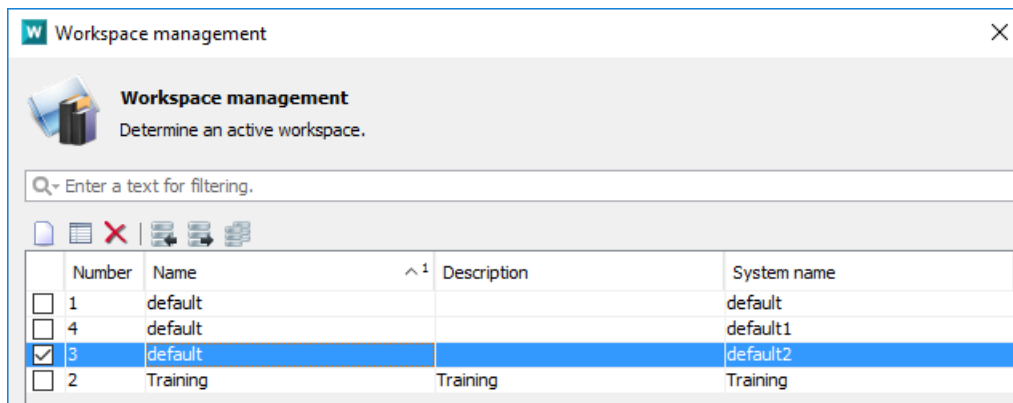 W Workspace management
Workspace management
Determine an active workspace.
Enter a text for filtering.
Number Name 1 Description System name
1 default default
4 default default1
3 default default2
2 Training Training Training